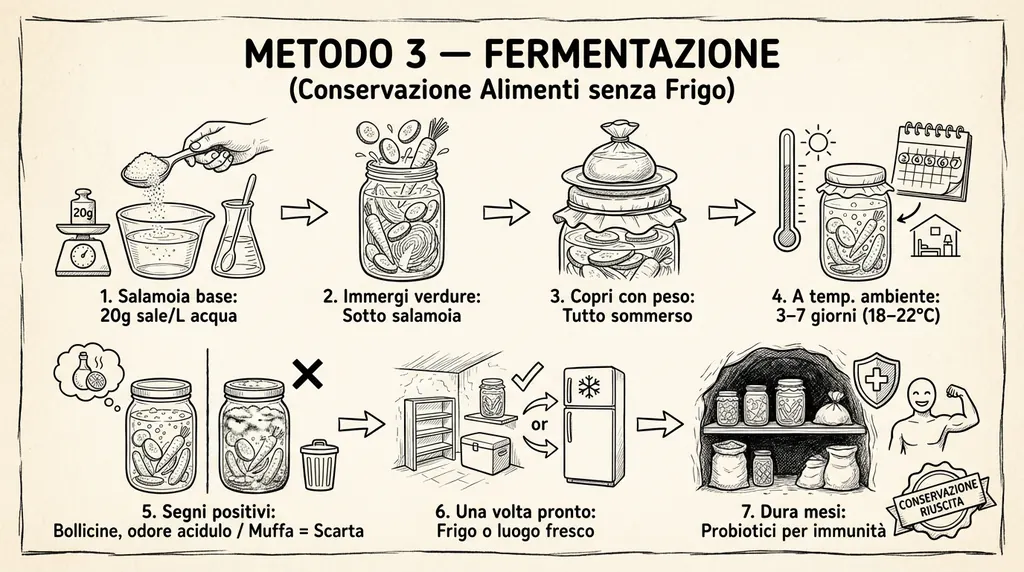 METODO 3 — FERMENTAZIONE
(Conservazione Alimenti senza Frigo)
20g
1. Salamoia base:
20g sale/L acqua
2. Immergi verdure:
Sotto salamoia
3. Copri con peso:
Tutto sommerso
4. A temp. ambiente:
3–7 giorni (18–22°C)
5. Segni positivi:
Bollicine, odore acidulo / Muffa = Scarta
or
6. Una volta pronto:
Frigo o luogo fresco
7. Dura mesi:
Probiotici per immunità
CONSERVAZIONE
RIUSCITA